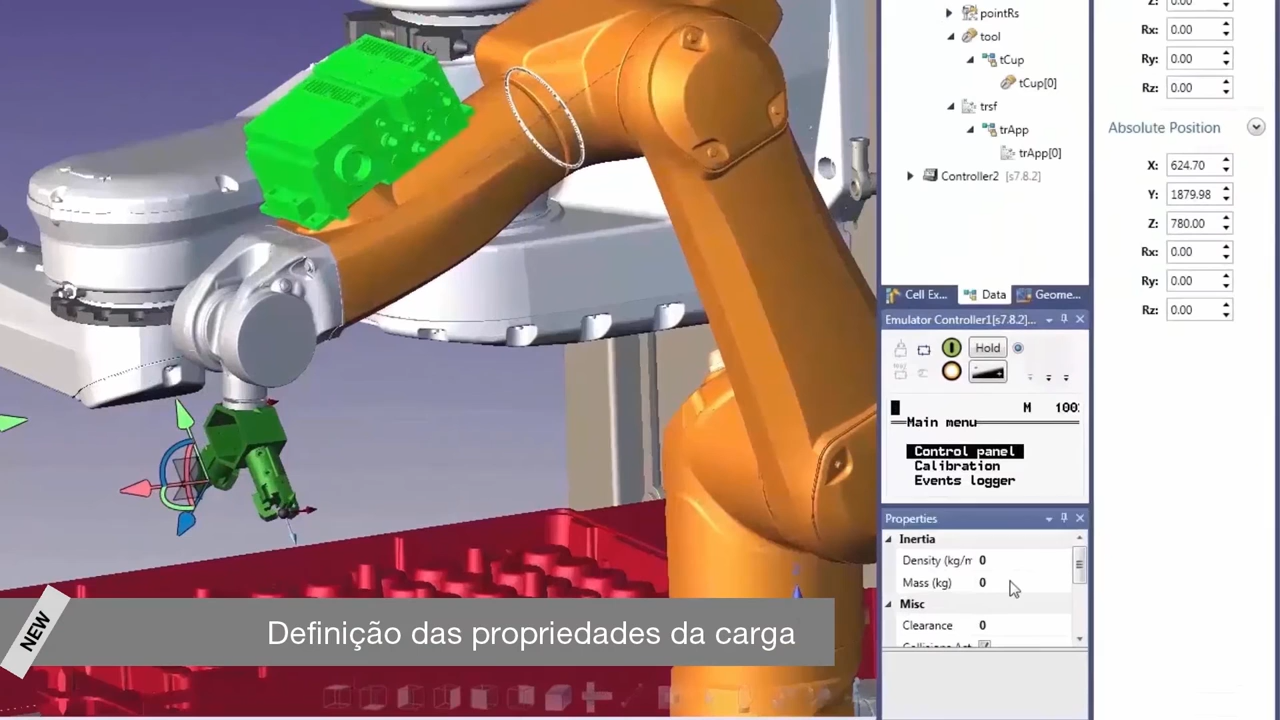 pointRs
tool
tCup
tCup[0]
trsf
trApp
trApp[0]
Controller2 [s7.8.2]
Cell Ex... Data Geome...
Emulator Controller1[s7.8.2]...
Hold
M 100
Main menu
Control panel
Calibration
Events logger
Properties
Inertia
Density (kg/m 0
Mass (kg) 0
Misc
Clearance 0
Z: 0.00
Rx: 0.00
Ry: 0.00
Rz: 0.00
Absolute Position
X: 624.70
Y: 1879.98
Z: 780.00
Rx: 0.00
Ry: 0.00
Rz: 0.00
NEW
Definição das propriedades da carga